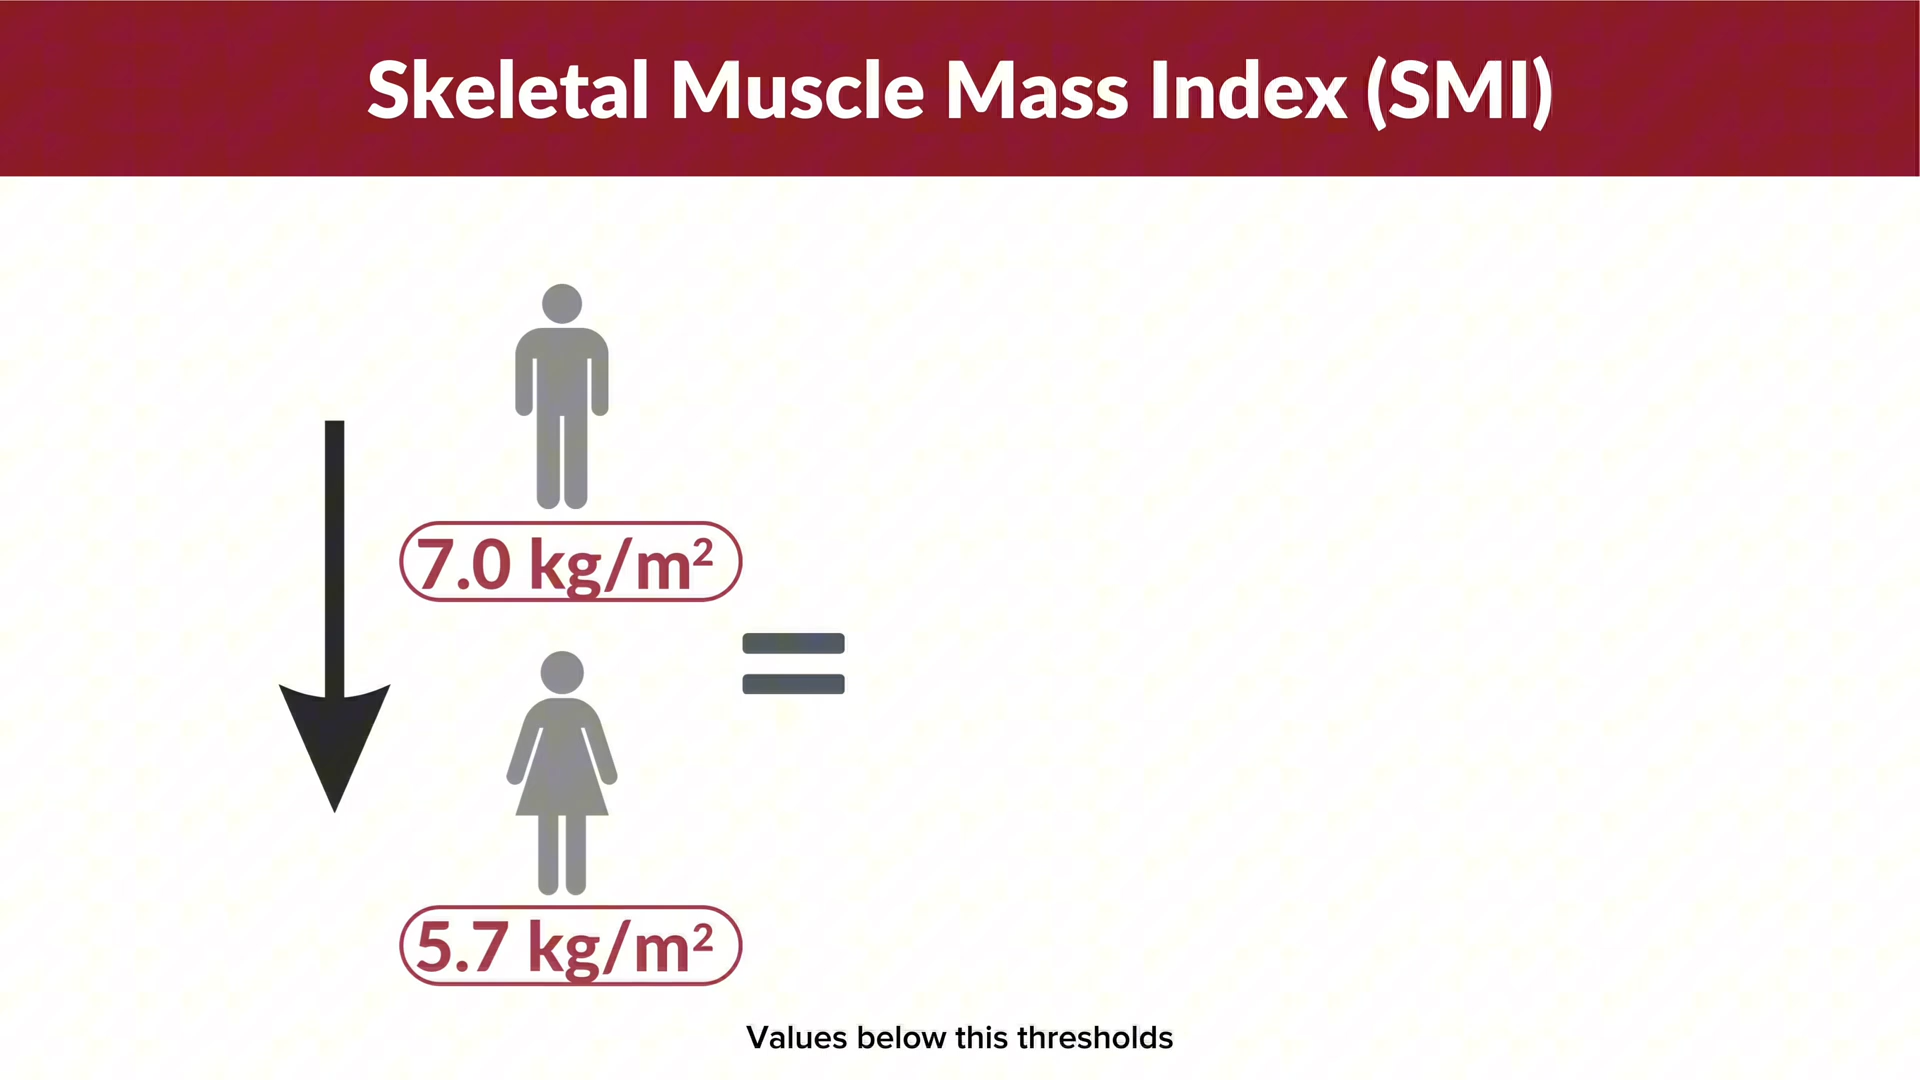 Skeletal Muscle Mass Index (SMI)
7.0 kg/m²
5.7 kg/m²
Values below this thresholds